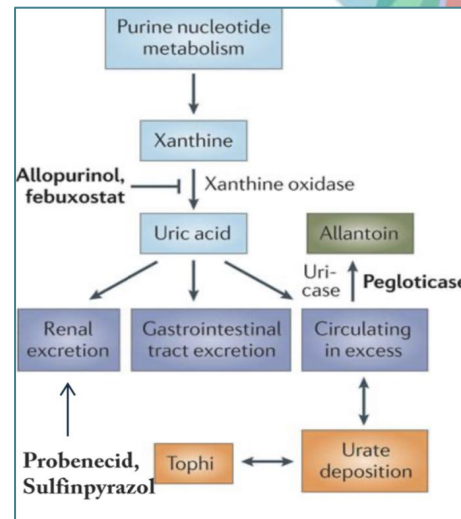 Purine nucleotide
metabolism
Xanthine
Allopurinol,
febuxostat
Xanthine oxidase
Uric acid
Allantoin
Uri-
case
Pegloticase
Renal
excretion
Gastrointestinal
tract excretion
Circulating
in excess
Probenecid,
Sulfinpyrazol
Tophi
Urate
deposition